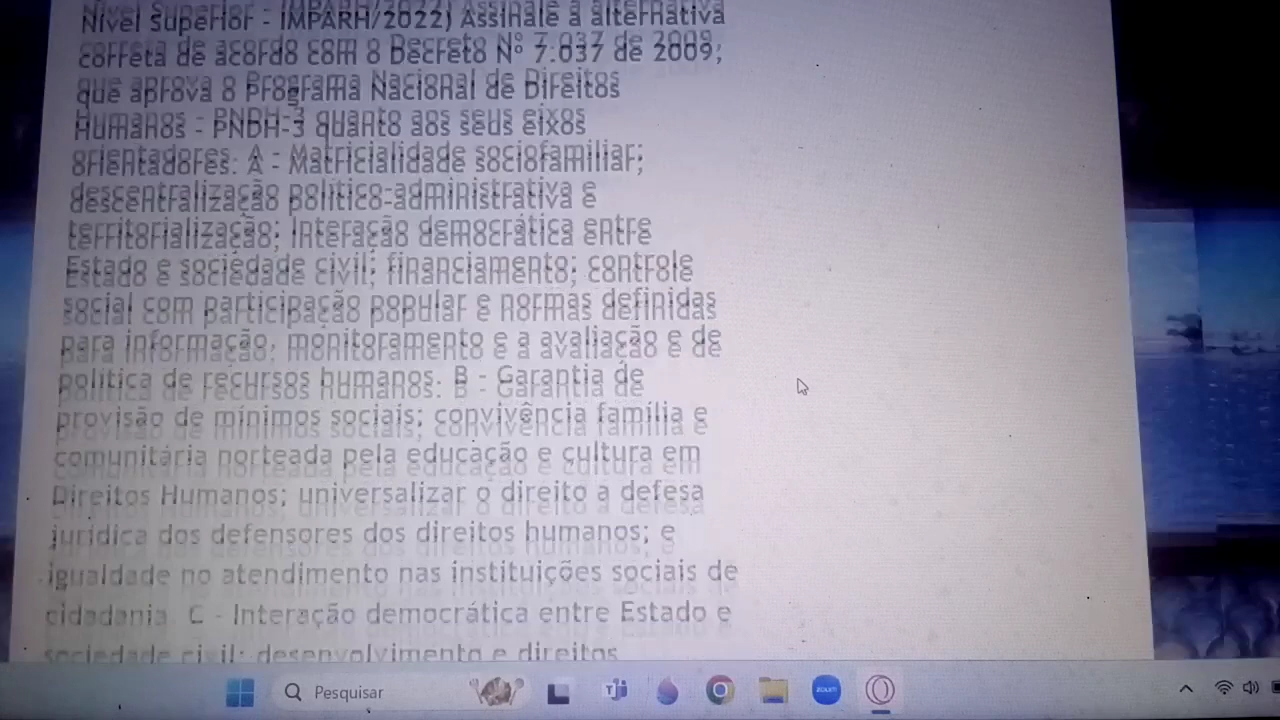 Nível Superior - IMPARH/2022) Assinale a alternativa
correta de acordo com o Decreto Nº 7.037 de 2009,
que aprova o Programa Nacional de Direitos
Humanos - PNDH-3 quanto aos seus eixos
orientadores. A - Matricialidade sociofamiliar;
descentralização político-administrativa e
territorialização; Interação democrática entre
Estado e sociedade civil; financiamento; controle
social com participação popular e normas definidas
para informação, monitoramento e a avaliação e de
política de recursos humanos. B - Garantia de
provisão de mínimos sociais; convivência família e
comunitária norteada pela educação e cultura em
Direitos Humanos; universalizar o direito a defesa
jurídica dos defensores dos direitos humanos; e
igualdade no atendimento nas instituições sociais de
cidadania. C - Interação democrática entre Estado e
sociedade civil; desenvolvimento e direitos
Pesquisar
zoom